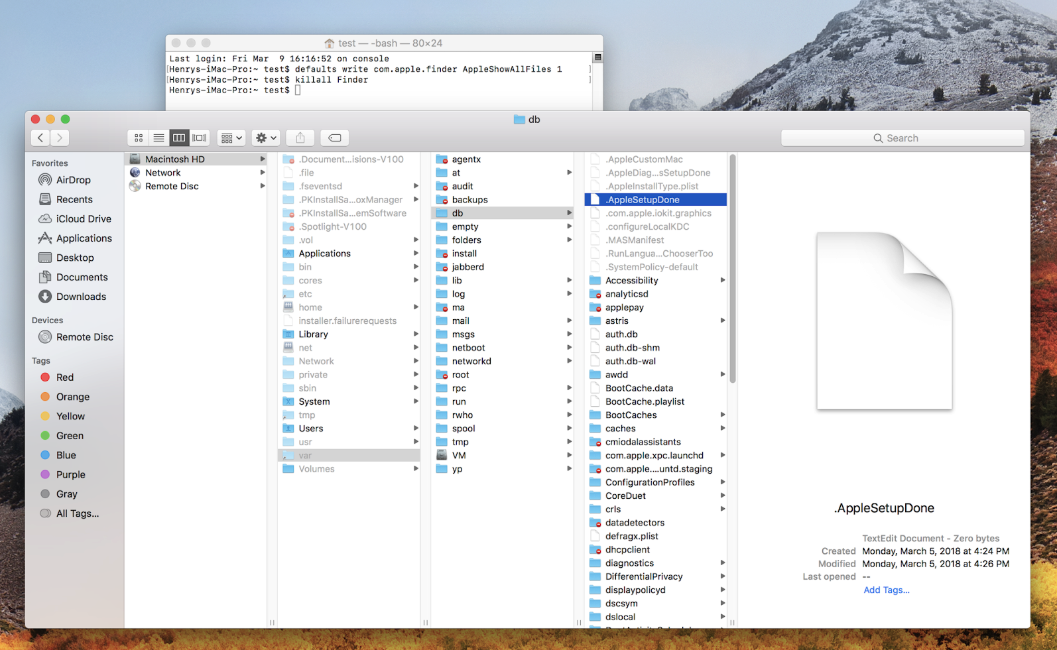 test — -bash — 80×24
Last login: Fri Mar  9 16:16:52 on console
[Henrys-iMac-Pro:~ test$ defaults write com.apple.finder AppleShowAllFiles 1 ]
[Henrys-iMac-Pro:~ test$ killall Finder ]
Henrys-iMac-Pro:~ test$
db
Search
Favorites
AirDrop
Recents
iCloud Drive
Applications
Desktop
Documents
Downloads
Devices
Remote Disc
Tags
Red
Orange
Yellow
Green
Blue
Purple
Gray
All Tags...
Macintosh HD
Network
Remote Disc
.Document...isions-V100
.file
.fseventsd
.PKInstallSa...oxManager
.PKInstallSa...emSoftware
.Spotlight-V100
.vol
Applications
bin
cores
etc
home
installer.failurerequests
Library
net
Network
private
sbin
System
tmp
Users
usr
var
Volumes
agentx
at
audit
backups
db
empty
folders
install
jabberd
lib
log
ma
mail
msgs
netboot
networkd
root
rpc
run
rwho
spool
tmp
VM
yp
.AppleCustomMac
.AppleDiag...sSetupDone
.AppleInstallType.plist
.AppleSetupDone
.com.apple.iokit.graphics
.configureLocalKDC
.MASManifest
.RunLangua...ChooserToo
.SystemPolicy-default
Accessibility
analyticsd
applepay
astris
auth.db
auth.db-shm
auth.db-wal
awdd
BootCache.data
BootCache.playlist
BootCaches
caches
cmiodalassistants
com.apple.xpc.launchd
com.apple....untd.staging
ConfigurationProfiles
CoreDuet
crls
datadetectors
defragx.plist
dhcpclient
diagnostics
DifferentialPrivacy
displaypolicyd
dscsym
dslocal
.AppleSetupDone
TextEdit Document - Zero bytes
Created Monday, March 5, 2018 at 4:24 PM
Modified Monday, March 5, 2018 at 4:26 PM
Last opened --
Add Tags...